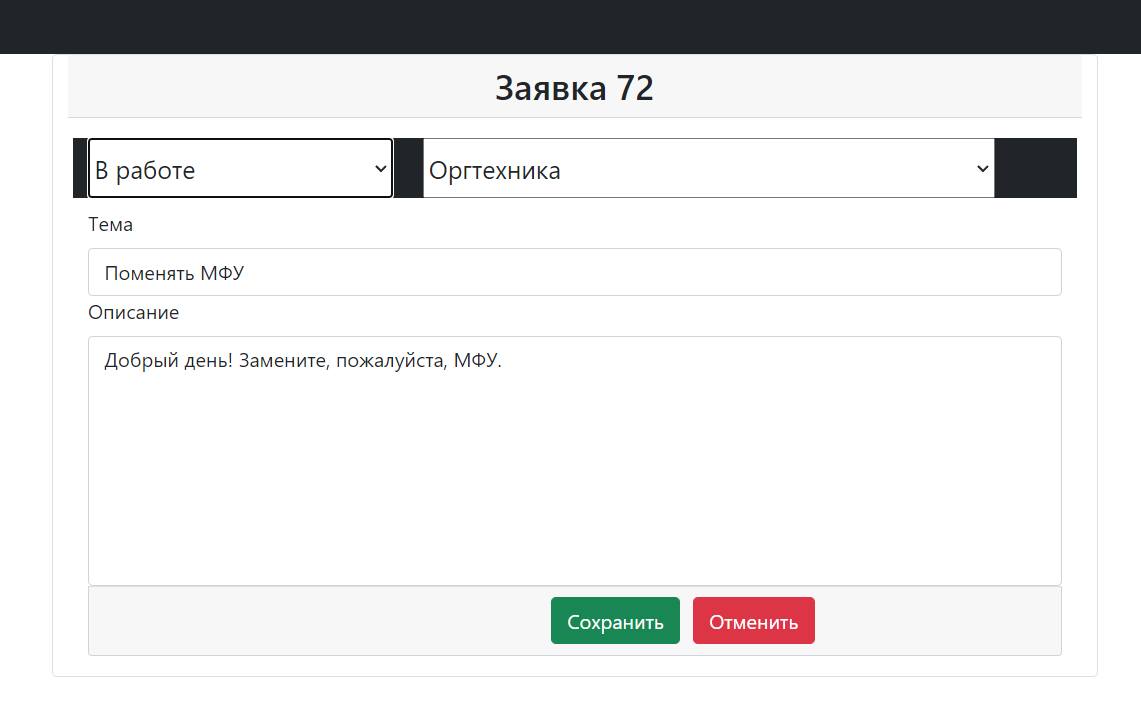 Заявка 72
В работе
Оргтехника
Тема
Поменять МФУ
Описание
Добрый день! Замените, пожалуйста, МФУ.
Сохранить
Отменить